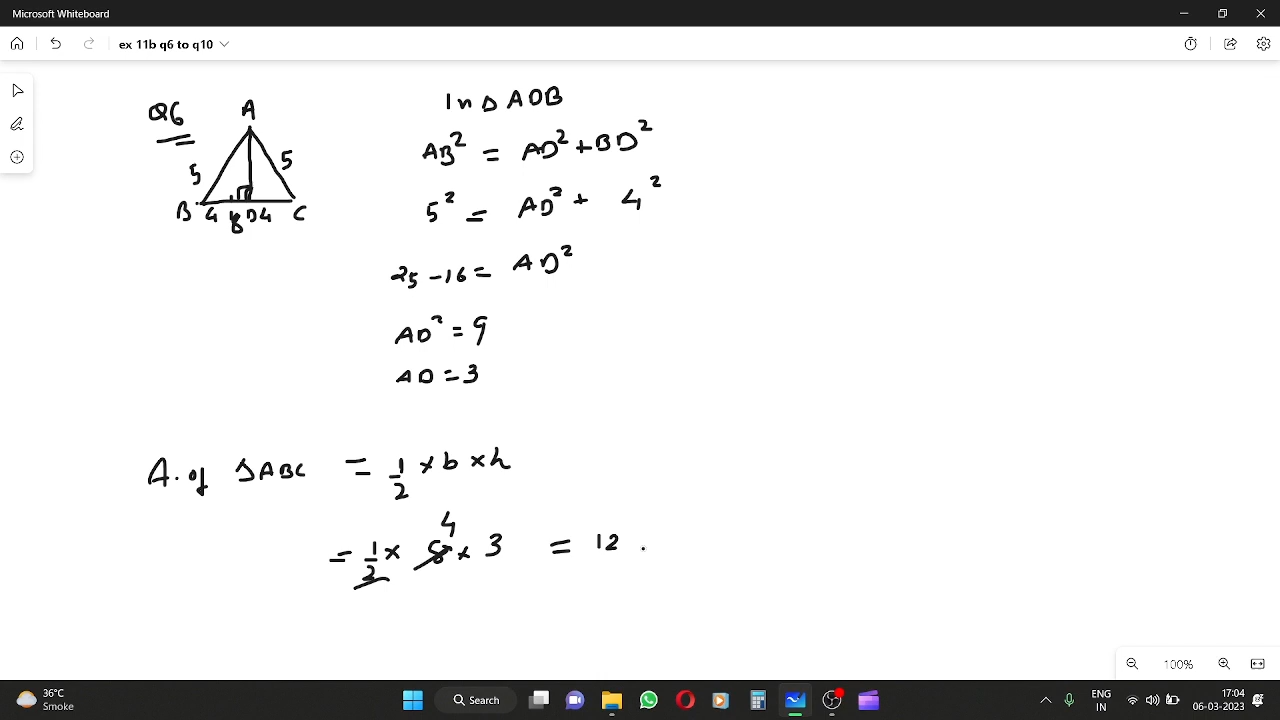 Microsoft Whiteboard
ex 11b q6 to q10
Q6
A
5 5
B 4 8 D 4 C
In Δ ADB
AB² = AD² + BD²
5² = AD² + 4²
25 - 16 = AD²
AD² = 9
AD = 3
A. of ΔABC = 1/2 × b × h
= 1/2 × 8 4 × 3 = 12.
100%
36°C
Smoke
Search
ENG
IN
17:04
06-03-2023